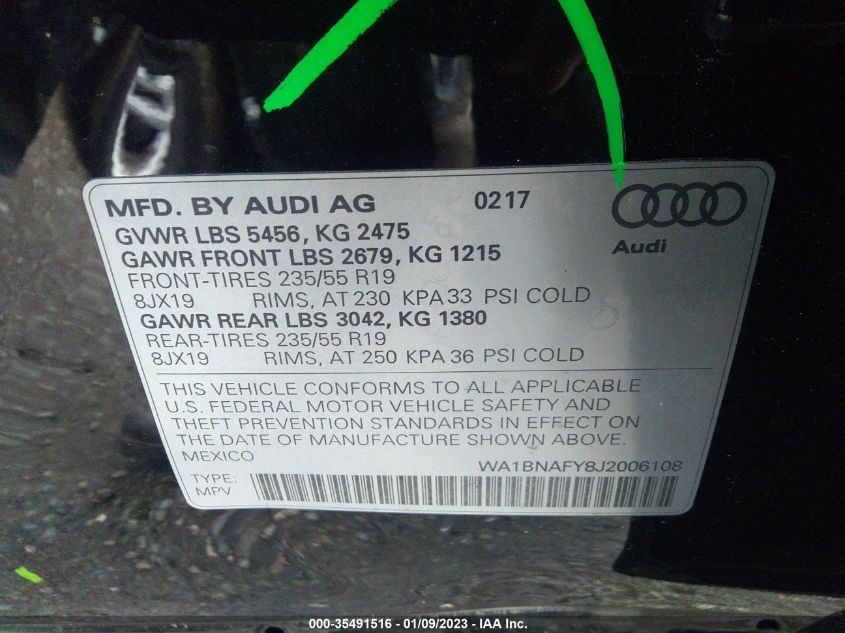 MFD. BY AUDI AG 0217
Audi
GVWR LBS 5456, KG 2475
GAWR FRONT LBS 2679, KG 1215
FRONT-TIRES 235/55 R19
8JX19 RIMS, AT 230 KPA 33 PSI COLD
GAWR REAR LBS 3042, KG 1380
REAR-TIRES 235/55 R19
8JX19 RIMS, AT 250 KPA 36 PSI COLD
THIS VEHICLE CONFORMS TO ALL APPLICABLE
U.S. FEDERAL MOTOR VEHICLE SAFETY AND
THEFT PREVENTION STANDARDS IN EFFECT ON
THE DATE OF MANUFACTURE SHOWN ABOVE.
MEXICO
WA1BNAFY8J2006108
TYPE:
MPV
000-35491516 - 01/09/2023 - IAA Inc.